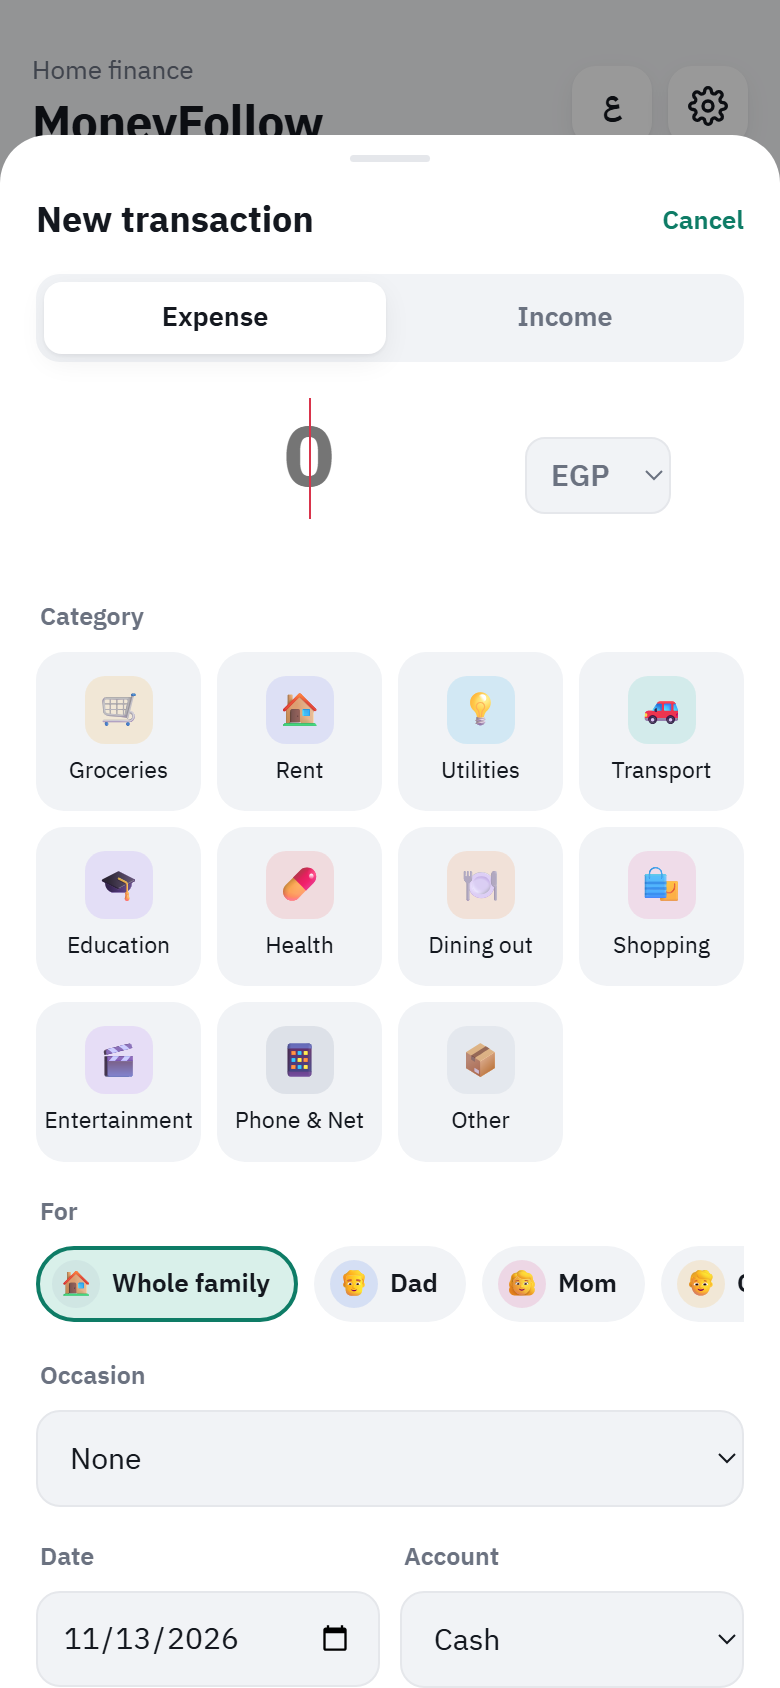 Home finance
MoneyFollow
ع
New transaction
Cancel
Expense
Income
0
EGP
Category
Groceries
Rent
Utilities
Transport
Education
Health
Dining out
Shopping
Entertainment
Phone & Net
Other
For
Whole family
Dad
Mom
Occasion
None
Date
Account
11/13/2026
Cash